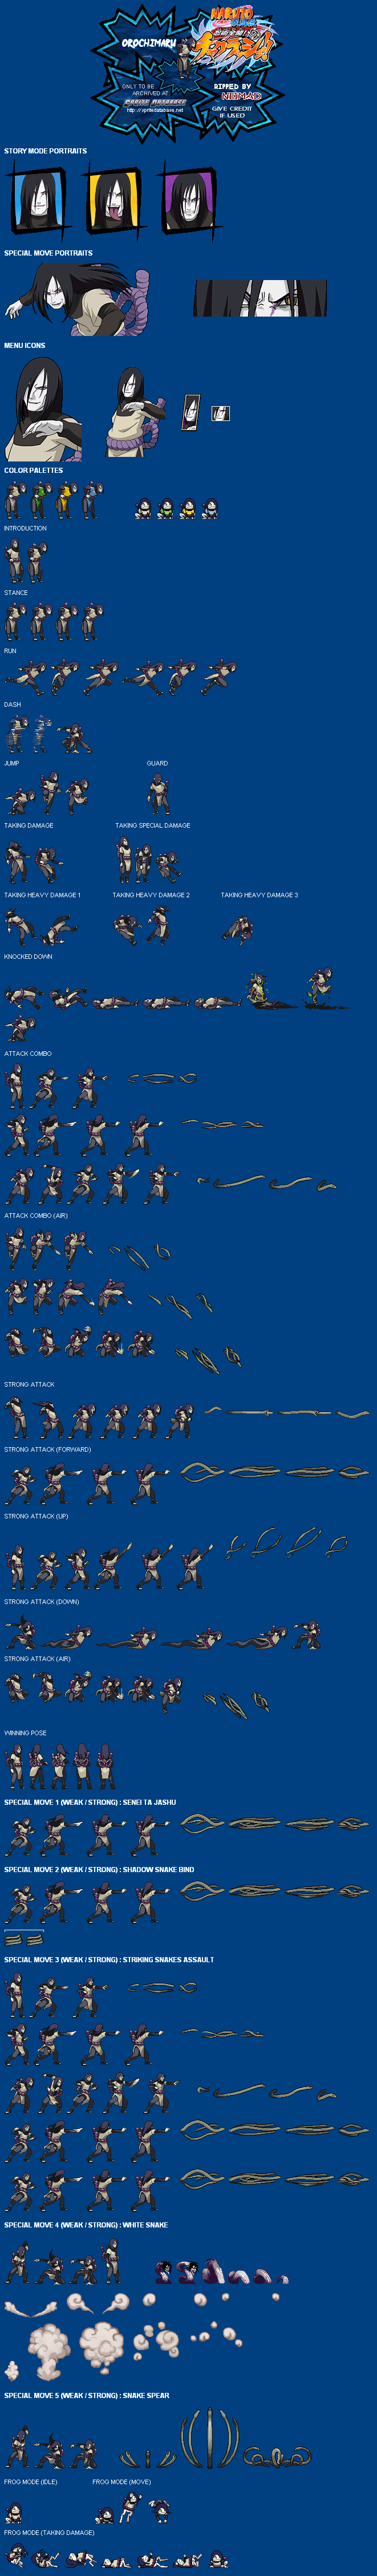 NARUTO
OROCHIMARU
ONLY TO BE
ARCHIVED AT
SPRITE DATABASE
http://spritedatabase.net
RIPPED BY
NEOMAD
GIVE CREDIT
IF USED
STORY MODE PORTRAITS
SPECIAL MOVE PORTRAITS
MENU ICONS
COLOR PALETTES
INTRODUCTION
STANCE
RUN
DASH
JUMP GUARD
TAKING DAMAGE TAKING SPECIAL DAMAGE
TAKING HEAVY DAMAGE 1 TAKING HEAVY DAMAGE 2 TAKING HEAVY DAMAGE 3
KNOCKED DOWN
ATTACK COMBO
ATTACK COMBO (AIR)
STRONG ATTACK
STRONG ATTACK (FORWARD)
STRONG ATTACK (UP)
STRONG ATTACK (DOWN)
STRONG ATTACK (AIR)
WINNING POSE
SPECIAL MOVE 1 (WEAK / STRONG) : SENEI TA JASHU
SPECIAL MOVE 2 (WEAK / STRONG) : SHADOW SNAKE BIND
SPECIAL MOVE 3 (WEAK / STRONG) : STRIKING SNAKES ASSAULT
SPECIAL MOVE 4 (WEAK / STRONG) : WHITE SNAKE
SPECIAL MOVE 5 (WEAK / STRONG) : SNAKE SPEAR
FROG MODE (IDLE) FROG MODE (MOVE)
FROG MODE (TAKING DAMAGE)